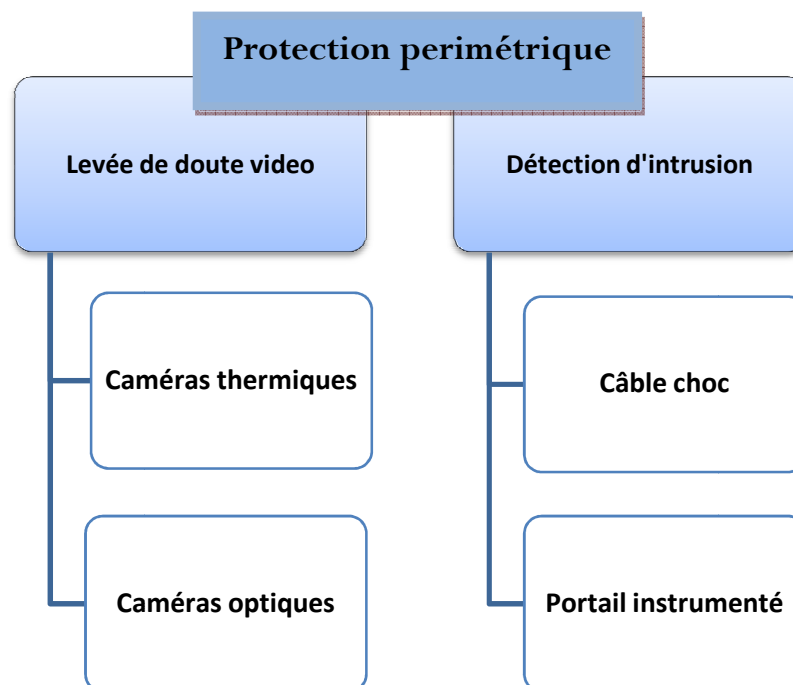 Protection perimétrique
Levée de doute video
Détection d'intrusion
Caméras thermiques
Câble choc
Caméras optiques
Portail instrumenté